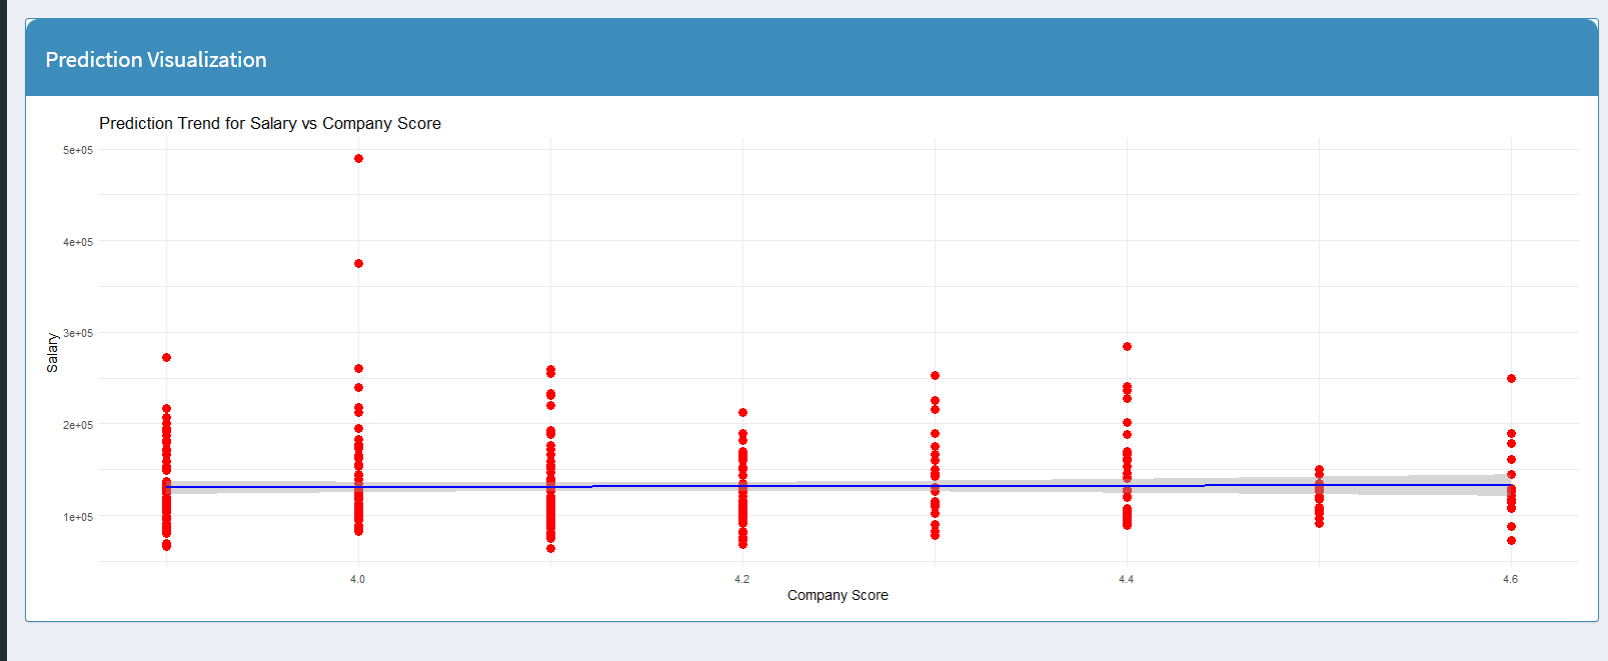 Prediction Visualization
Prediction Trend for Salary vs Company Score
5e+05
4e+05
3e+05
2e+05
1e+05
Salary
4.0 4.2 4.4 4.6
Company Score